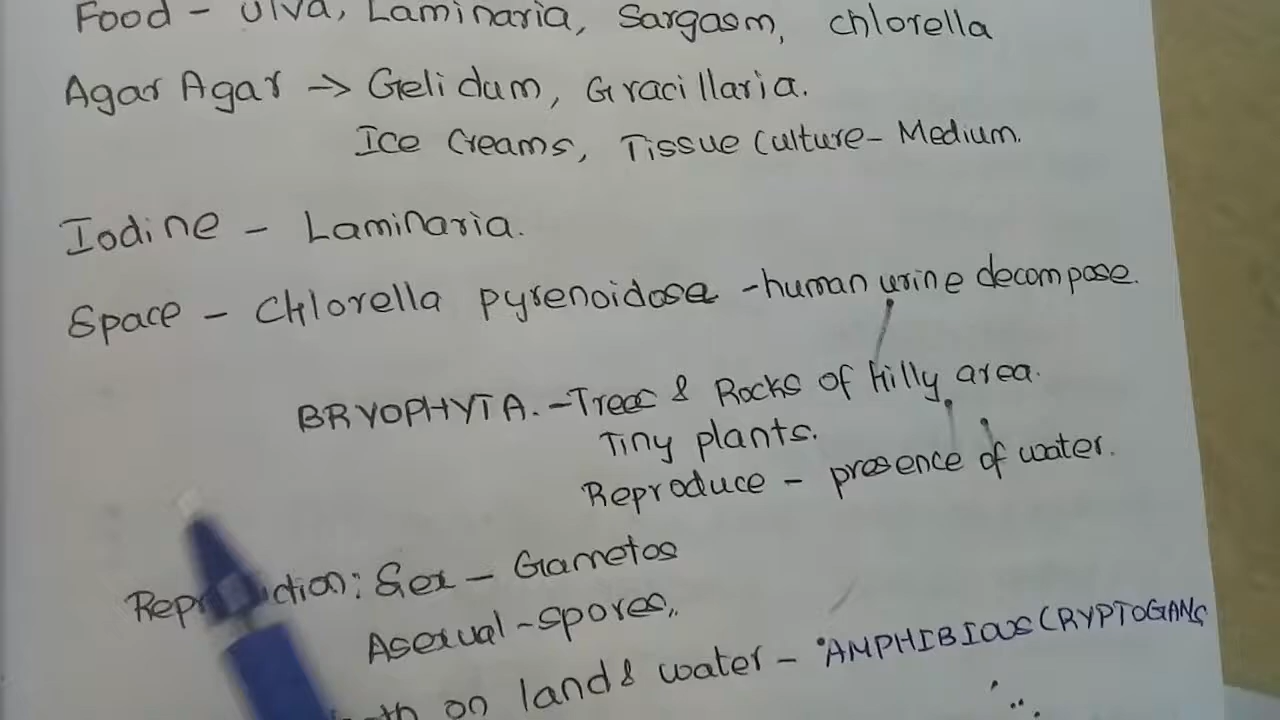 Food - Ulva, Laminaria, Sargasm, chlorella
Agar Agar -> Gelidum, Gracillaria.
Ice Creams, Tissue Culture- Medium.
Iodine - Laminaria.
Space - Chlorella pyrenoidosa -human urine decompose.
BRYOPHYTA. -Trees & Rocks of Hilly area.
Tiny plants.
Reproduce - presence of water.
Sex - Gametes
Asexual -spores,,
on land & water - AMPHIBIOUS CRYPTOGAMS